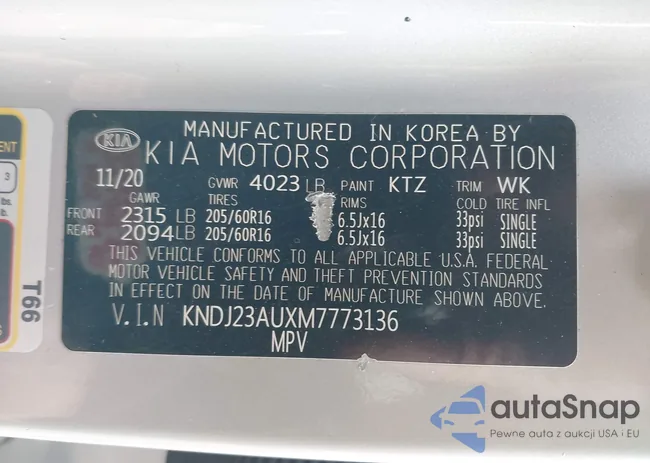 MANUFACTURED IN KOREA BY
KIA KIA MOTORS CORPORATION
11/20 GVWR 4023 LB PAINT KTZ TRIM WK
GAWR TIRES RIMS COLD TIRE INFL
FRONT 2315 LB 205/60R16 6.5Jx16 33psi SINGLE
REAR 2094 LB 205/60R16 6.5Jx16 33psi SINGLE
THIS VEHICLE CONFORMS TO ALL APPLICABLE U.S.A. FEDERAL
MOTOR VEHICLE SAFETY AND THEFT PREVENTION STANDARDS
IN EFFECT ON THE DATE OF MANUFACTURE SHOWN ABOVE.
V.I.N KNDJ23AUXM7773136
MPV
ENT
3
lbs.
T66
autaSnap
Pewne auta z aukcji USA i EU